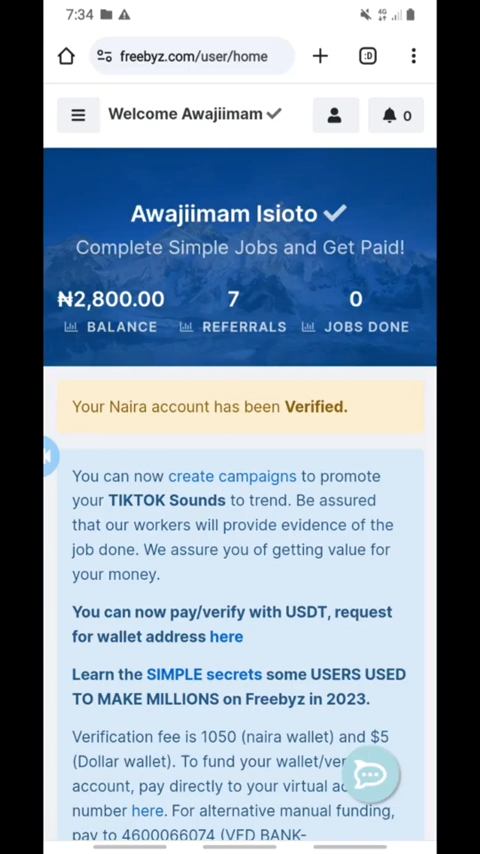 7:34
4G
freebyz.com/user/home
:D
Welcome Awajiimam
0
Awajiimam Isioto
Complete Simple Jobs and Get Paid!
₦2,800.00 7 0
BALANCE REFERRALS JOBS DONE
Your Naira account has been Verified.
You can now create campaigns to promote
your TIKTOK Sounds to trend. Be assured
that our workers will provide evidence of the
job done. We assure you of getting value for
your money.
You can now pay/verify with USDT, request
for wallet address here
Learn the SIMPLE secrets some USERS USED
TO MAKE MILLIONS on Freebyz in 2023.
Verification fee is 1050 (naira wallet) and $5
(Dollar wallet). To fund your
account, pay directly to your virtual
number here. For alternative manual funding,
pay to 4600066074 (VFD BANK-